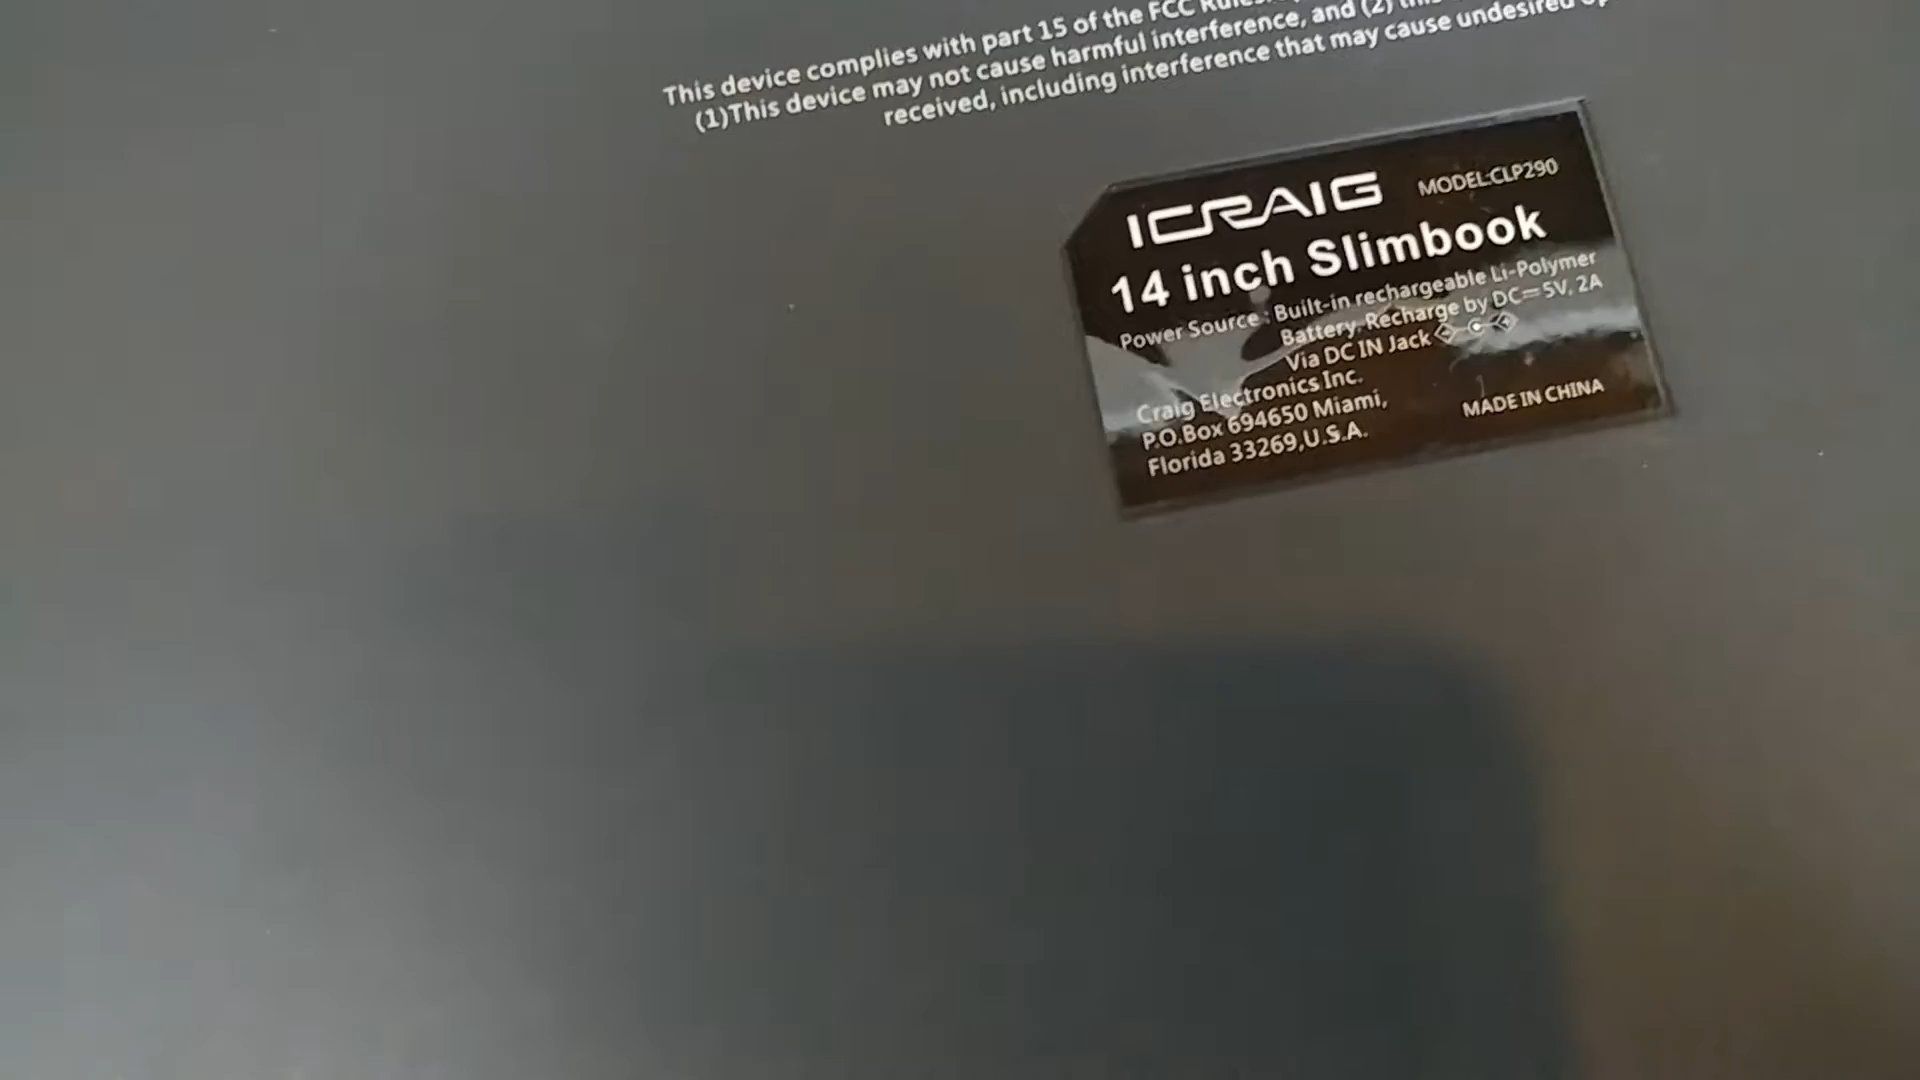 This device complies with part 15 of the FCC Rules.
(1)This device may not cause harmful interference, and (2)
received, including interference that may cause undesired
ICRAIG MODEL:CLP290
14 inch Slimbook
Power Source : Built-in rechargeable Li-Polymer
Battery. Recharge by DC⎓5V, 2A
Via DC IN Jack
Craig Electronics Inc.
P.O.Box 694650 Miami,
Florida 33269,U.S.A.
MADE IN CHINA